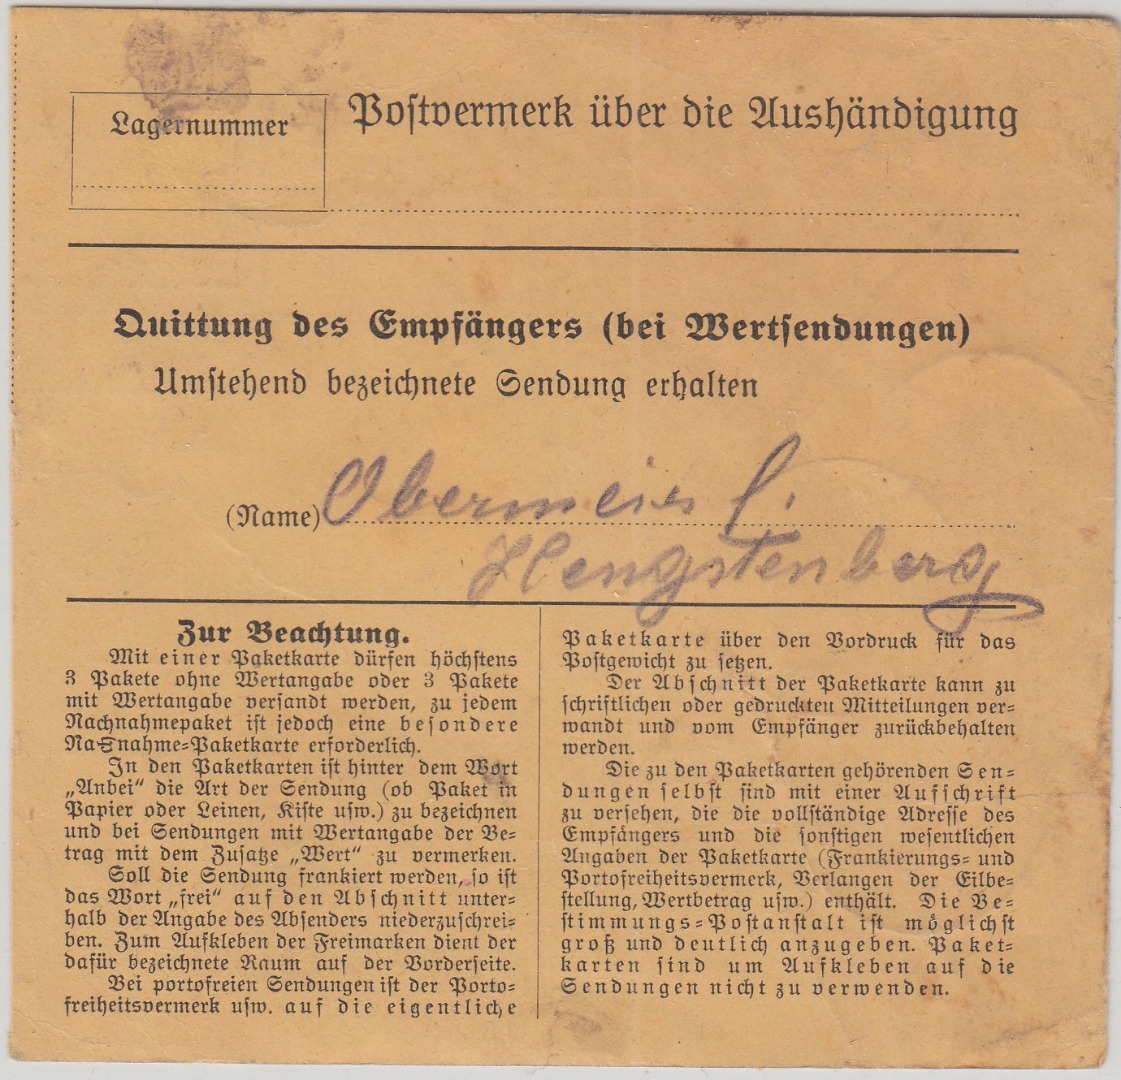 Lagernummer
Postvermerk über die Aushändigung
Quittung des Empfängers (bei Wertsendungen)
Umstehend bezeichnete Sendung erhalten
(Name) Obermeier J.
Hengstenberg
Zur Beachtung.
Mit einer Paketkarte dürfen höchstens
3 Pakete ohne Wertangabe oder 3 Pakete
mit Wertangabe versandt werden, zu jedem
Nachnahmepaket ist jedoch eine besondere
Nachnahme-Paketkarte erforderlich.
In den Paketkarten ist hinter dem Wort
„Anbei“ die Art der Sendung (ob Paket in
Papier oder Leinen, Kiste usw.) zu bezeichnen
und bei Sendungen mit Wertangabe der Be-
trag mit dem Zusatze „Wert“ zu vermerken.
Soll die Sendung frankiert werden, so ist
das Wort „frei“ auf den Abschnitt unter-
halb der Angabe des Absenders niederzuschrei-
ben. Zum Aufkleben der Freimarken dient der
dafür bezeichnete Raum auf der Vorderseite.
Bei portofreien Sendungen ist der Porto-
freiheitsvermerk usw. auf die eigentliche
Paketkarte über den Vordruck für das
Postgewicht zu setzen.
Der Abschnitt der Paketkarte kann zu
schriftlichen oder gedruckten Mitteilungen ver-
wandt und vom Empfänger zurückbehalten
werden.
Die zu den Paketkarten gehörenden Sen-
dungen selbst sind mit einer Aufschrift
zu versehen, die die vollständige Adresse des
Empfängers und die sonstigen wesentlichen
Angaben der Paketkarte (Frankierungs- und
Portofreiheitsvermerk, Verlangen der Eilbe-
stellung, Wertbetrag usw.) enthält. Die Be-
stimmungs-Postanstalt ist möglichst
groß und deutlich anzugeben. Paket-
karten sind um Aufkleben auf die
Sendungen nicht zu verwenden.